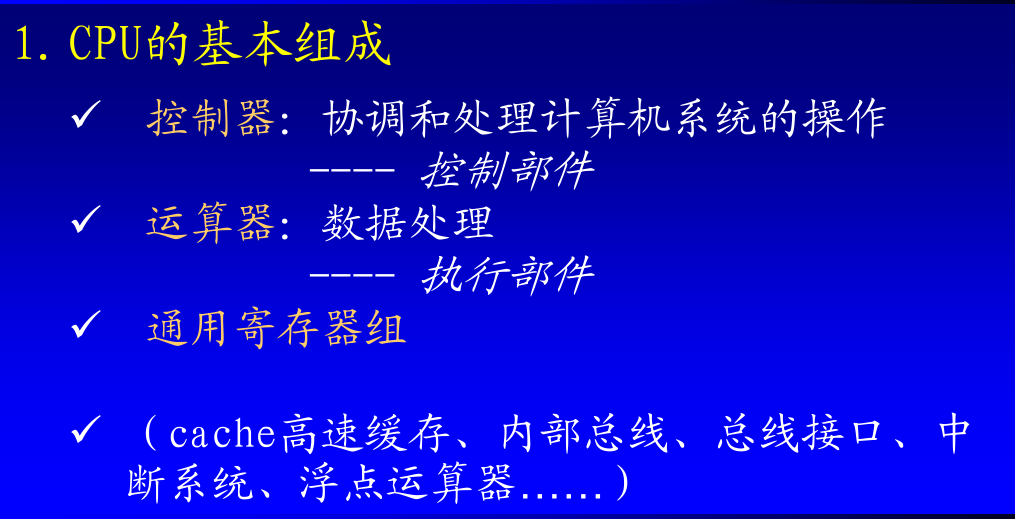 1. CPU的基本组成
✓ 控制器: 协调和处理计算机系统的操作
---- 控制部件
✓ 运算器: 数据处理
---- 执行部件
✓ 通用寄存器组
✓ （cache高速缓存、内部总线、总线接口、中
断系统、浮点运算器......）